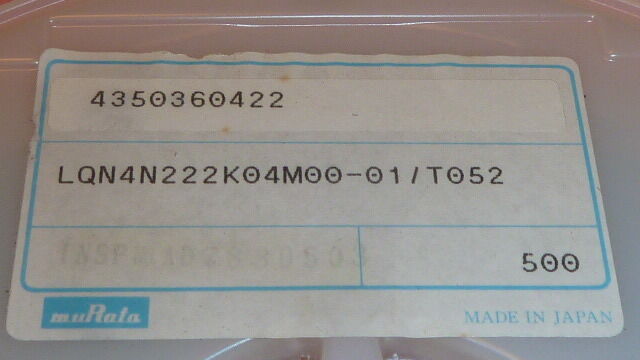 4350360422
LQN4N222K04M00-01/T052
500
muRata
MADE IN JAPAN